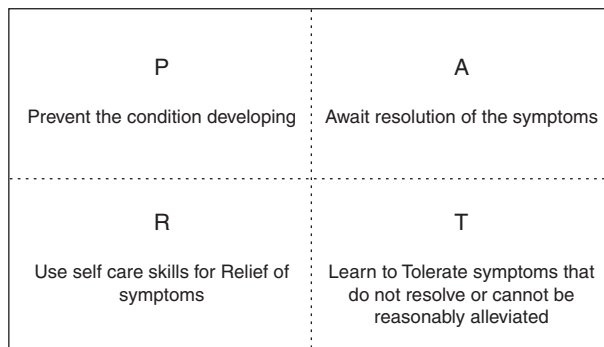 P
Prevent the condition developing
A
Await resolution of the symptoms
R
Use self care skills for Relief of
symptoms
T
Learn to Tolerate symptoms that
do not resolve or cannot be
reasonably alleviated